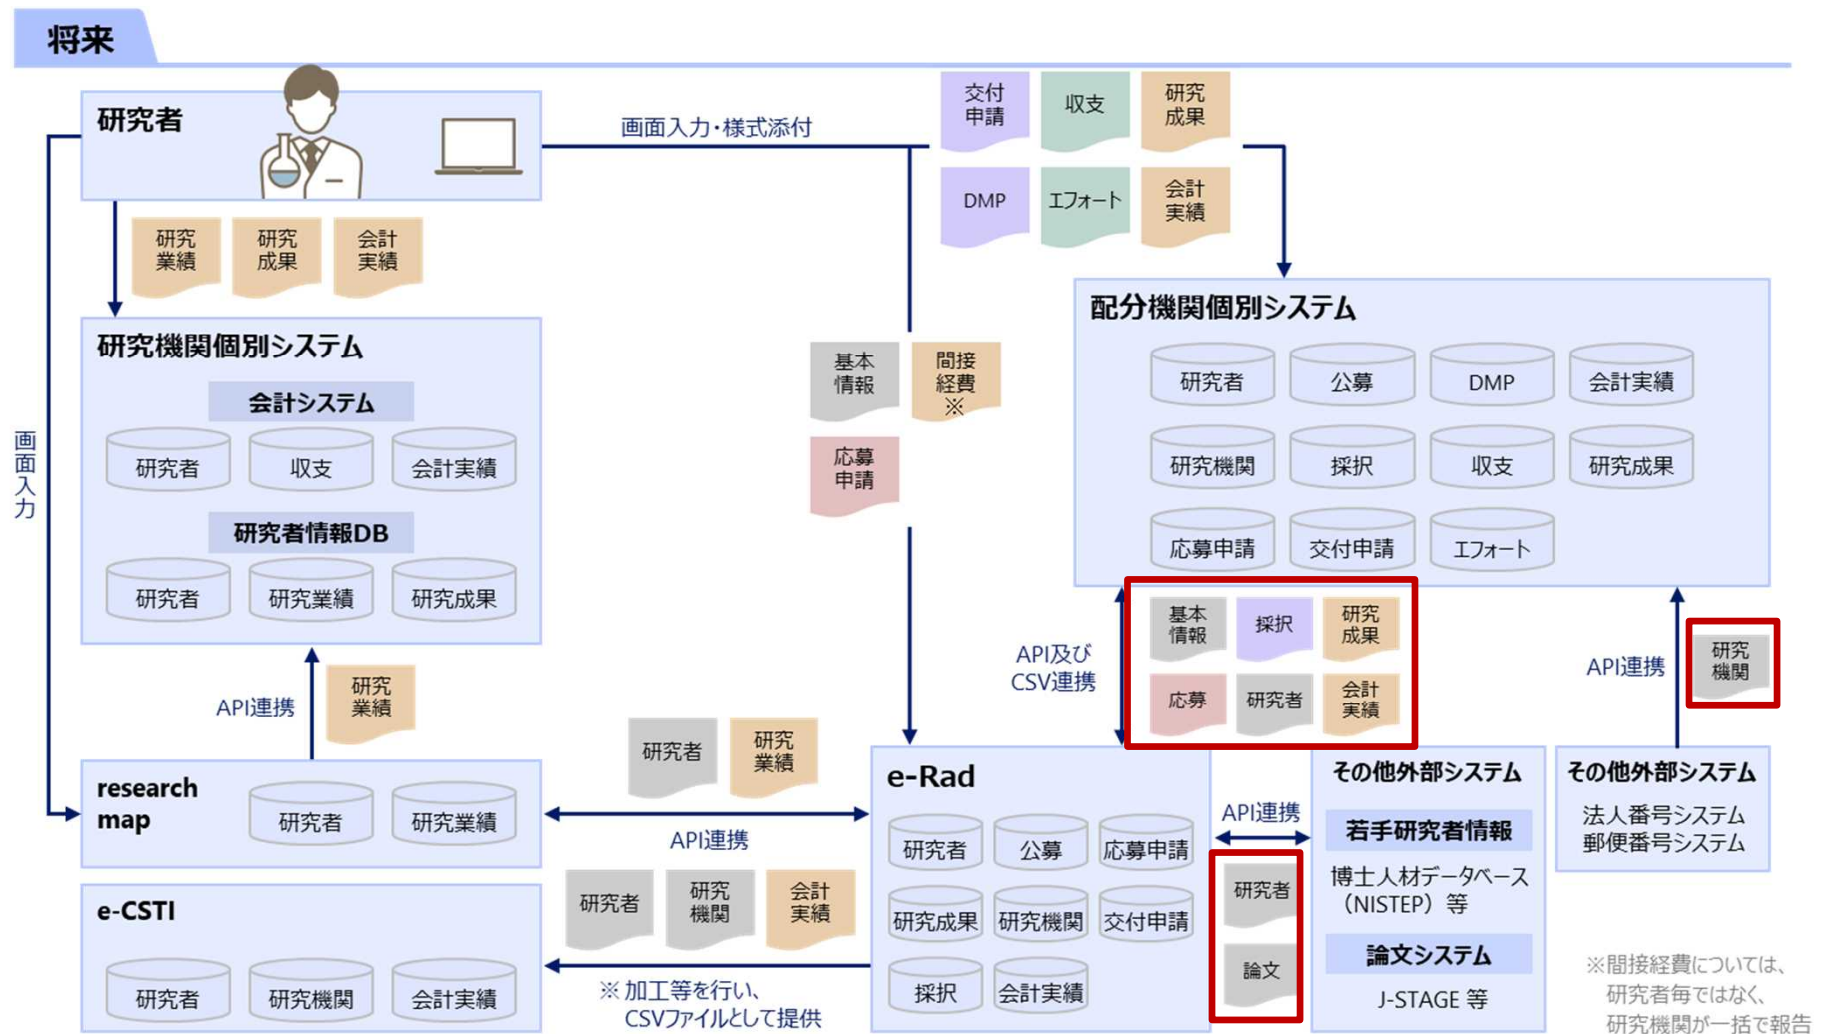 将来
研究者
画面入力・様式添付
交付
申請
収支
研究
成果
DMP
エフォート
会計
実績
研究
業績
研究
成果
会計
実績
画面入力
研究機関個別システム
会計システム
研究者
収支
会計実績
研究者情報DB
研究者
研究業績
研究成果
基本
情報
間接
経費
※
応募
申請
配分機関個別システム
研究者
公募
DMP
会計実績
研究機関
採択
収支
研究成果
応募申請
交付申請
エフォート
API及び
CSV連携
基本
情報
採択
研究
成果
応募
研究者
会計
実績
API連携
研究
機関
API連携
研究
業績
research
map
研究者
研究業績
研究者
研究
業績
API連携
e-Rad
研究者
公募
応募申請
研究成果
研究機関
交付申請
採択
会計実績
API連携
研究者
論文
その他外部システム
若手研究者情報
博士人材データベース
（NISTEP）等
論文システム
J-STAGE 等
その他外部システム
法人番号システム
郵便番号システム
e-CSTI
研究者
研究機関
会計実績
研究者
研究
機関
会計
実績
※ 加工等を行い、
CSVファイルとして提供
※間接経費については、
研究者毎ではなく、
研究機関が一括で報告